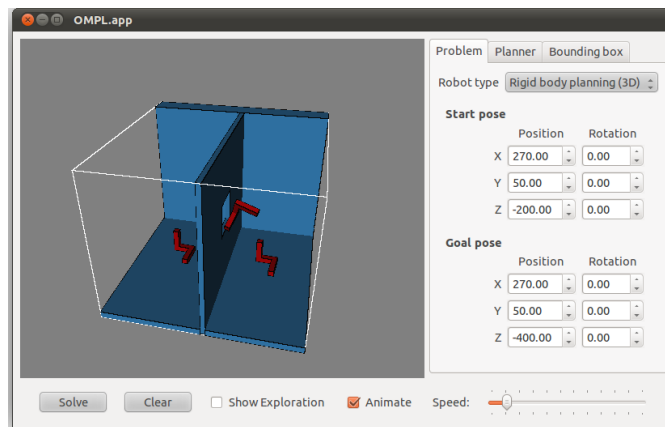 OMPL.app
Problem Planner Bounding box
Robot type Rigid body planning (3D)
Start pose
Position Rotation
X 270.00 0.00
Y 50.00 0.00
Z -200.00 0.00
Goal pose
Position Rotation
X 270.00 0.00
Y 50.00 0.00
Z -400.00 0.00
Solve Clear Show Exploration Animate Speed: